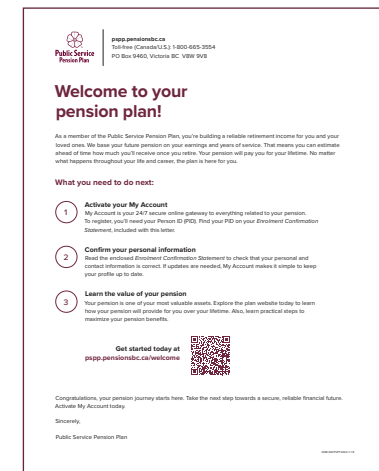 Public Service
Pension Plan
pspp.pensionsbc.ca
Toll-free (Canada/U.S.): 1-800-665-3554
PO Box 9460, Victoria BC V8W 9V8
Welcome to your
pension plan!
As a member of the Public Service Pension Plan, you're building a reliable retirement income for you and your
loved ones. We base your future pension on your earnings and years of service. That means you can estimate
ahead of time how much you'll receive once you retire. Your pension will pay you for your lifetime. No matter
what happens throughout your life and career, the plan is here for you.
What you need to do next:
1
Activate your My Account
My Account is your 24/7 secure online gateway to everything related to your pension.
To register, you'll need your Person ID (PID). Find your PID on your Enrolment Confirmation
Statement, included with this letter.
2
Confirm your personal information
Read the enclosed Enrolment Confirmation Statement to check that your personal and
contact information is correct. If updates are needed, My Account makes it simple to keep
your profile up to date.
3
Learn the value of your pension
Your pension is one of your most valuable assets. Explore the plan website today to learn
how your pension will provide for you over your lifetime. Also, learn practical steps to
maximize your pension benefits.
Get started today at
pspp.pensionsbc.ca/welcome
Congratulations, your pension journey starts here. Take the next step towards a secure, reliable financial future.
Activate My Account today.
Sincerely,
Public Service Pension Plan